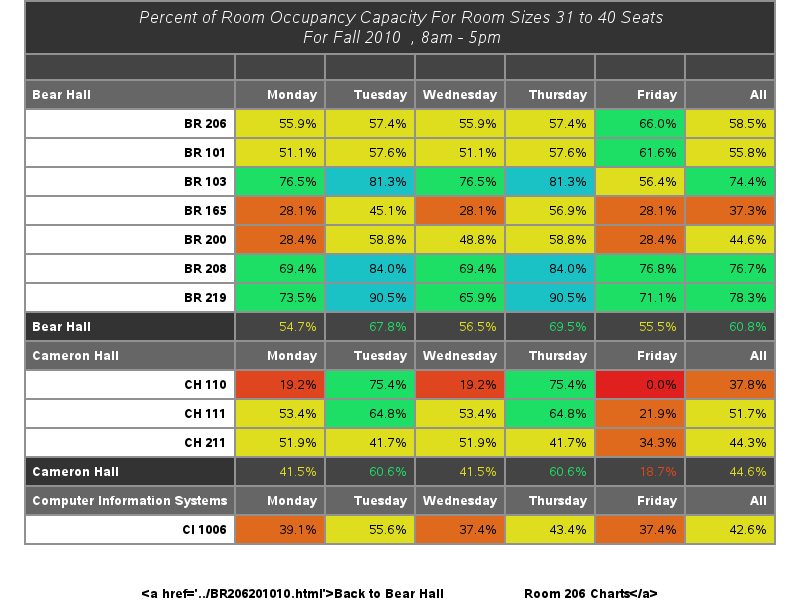 Percent of Room Occupancy Capacity For Room Sizes 31 to 40 Seats
For Fall 2010 , 8am - 5pm
Bear Hall Monday Tuesday Wednesday Thursday Friday All
BR 206 55.9% 57.4% 55.9% 57.4% 66.0% 58.5%
BR 101 51.1% 57.6% 51.1% 57.6% 61.6% 55.8%
BR 103 76.5% 81.3% 76.5% 81.3% 56.4% 74.4%
BR 165 28.1% 45.1% 28.1% 56.9% 28.1% 37.3%
BR 200 28.4% 58.8% 48.8% 58.8% 28.4% 44.6%
BR 208 69.4% 84.0% 69.4% 84.0% 76.8% 76.7%
BR 219 73.5% 90.5% 65.9% 90.5% 71.1% 78.3%
Bear Hall 54.7% 67.8% 56.5% 69.5% 55.5% 60.8%
Cameron Hall Monday Tuesday Wednesday Thursday Friday All
CH 110 19.2% 75.4% 19.2% 75.4% 0.0% 37.8%
CH 111 53.4% 64.8% 53.4% 64.8% 21.9% 51.7%
CH 211 51.9% 41.7% 51.9% 41.7% 34.3% 44.3%
Cameron Hall 41.5% 60.6% 41.5% 60.6% 18.7% 44.6%
Computer Information Systems Monday Tuesday Wednesday Thursday Friday All
CI 1006 39.1% 55.6% 37.4% 43.4% 37.4% 42.6%
<a href='../BR206201010.html'>Back to Bear Hall Room 206 Charts</a>